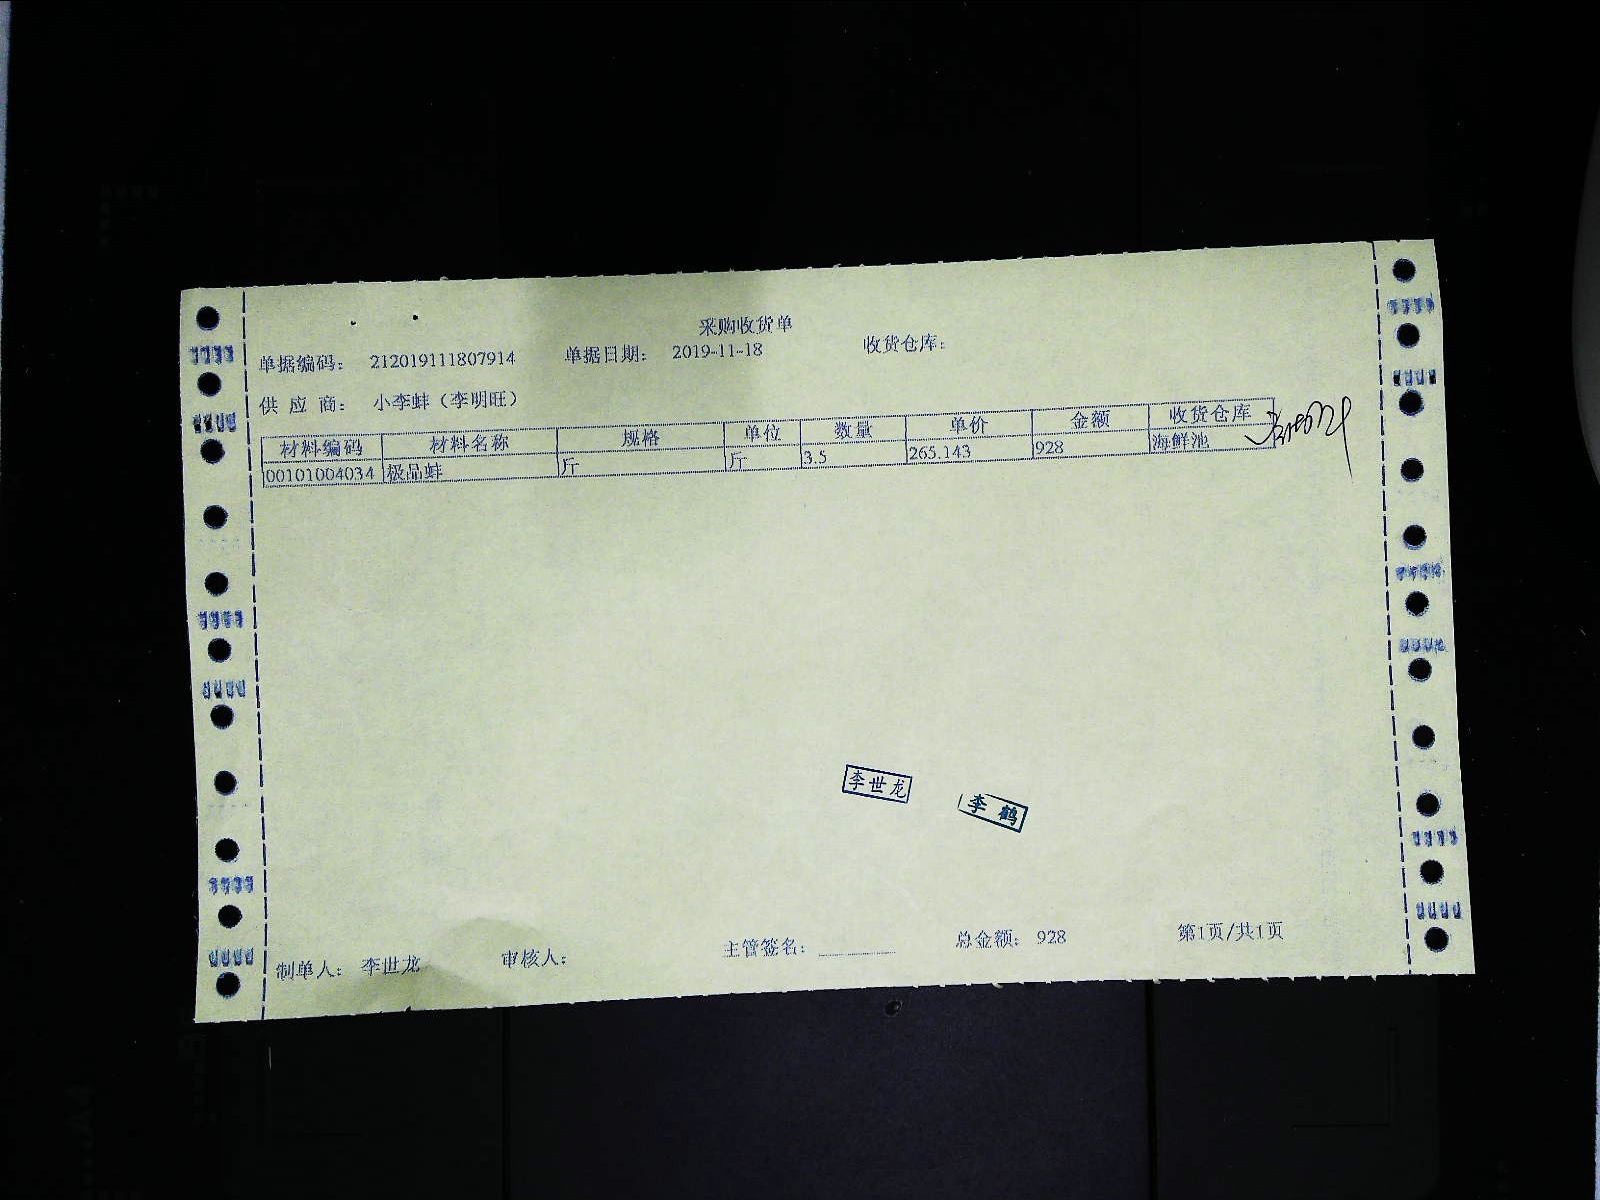 采购收货单
单据编码： 212019111807914 单据日期： 2019-11-18 收货仓库：
供 应 商： 小李蚌（李明旺）
材料编码 材料名称 规格 单位 数量 单价 金额 收货仓库
00101004034 极品蚌 斤 斤 3.5 265.143 928 海鲜池
李世龙 李鹤
制单人： 李世龙 审核人： 主管签名： 总金额： 928 第1页/共1页